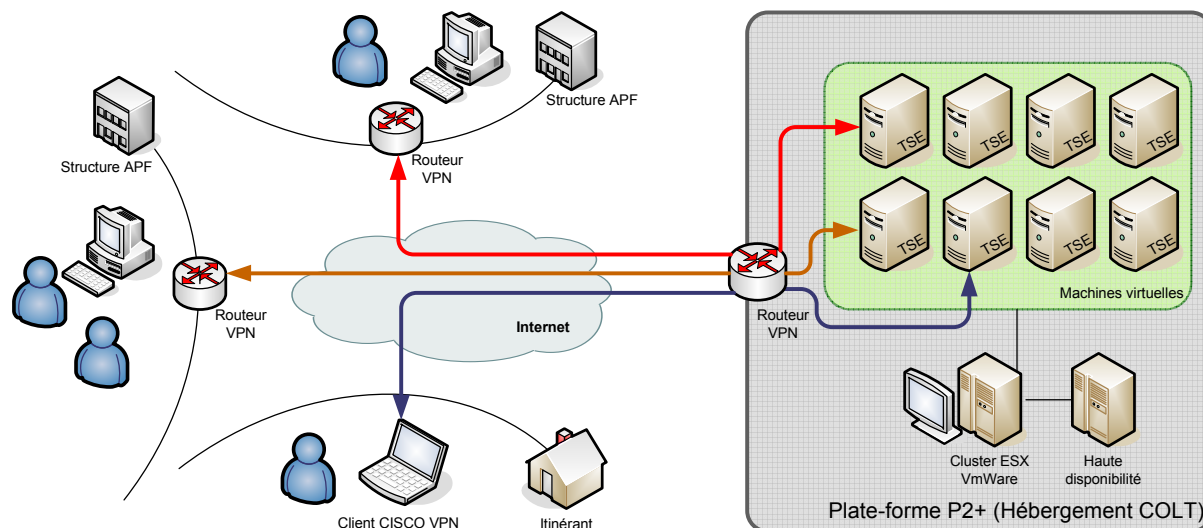 Structure APF
Routeur
VPN
Structure APF
Routeur
VPN
Internet
Client CISCO VPN
Itinérant
Routeur
VPN
TSE
TSE
TSE
TSE
TSE
TSE
TSE
TSE
Machines virtuelles
Cluster ESX
VmWare
Haute
disponibilité
Plate-forme P2+ (Hébergement COLT)